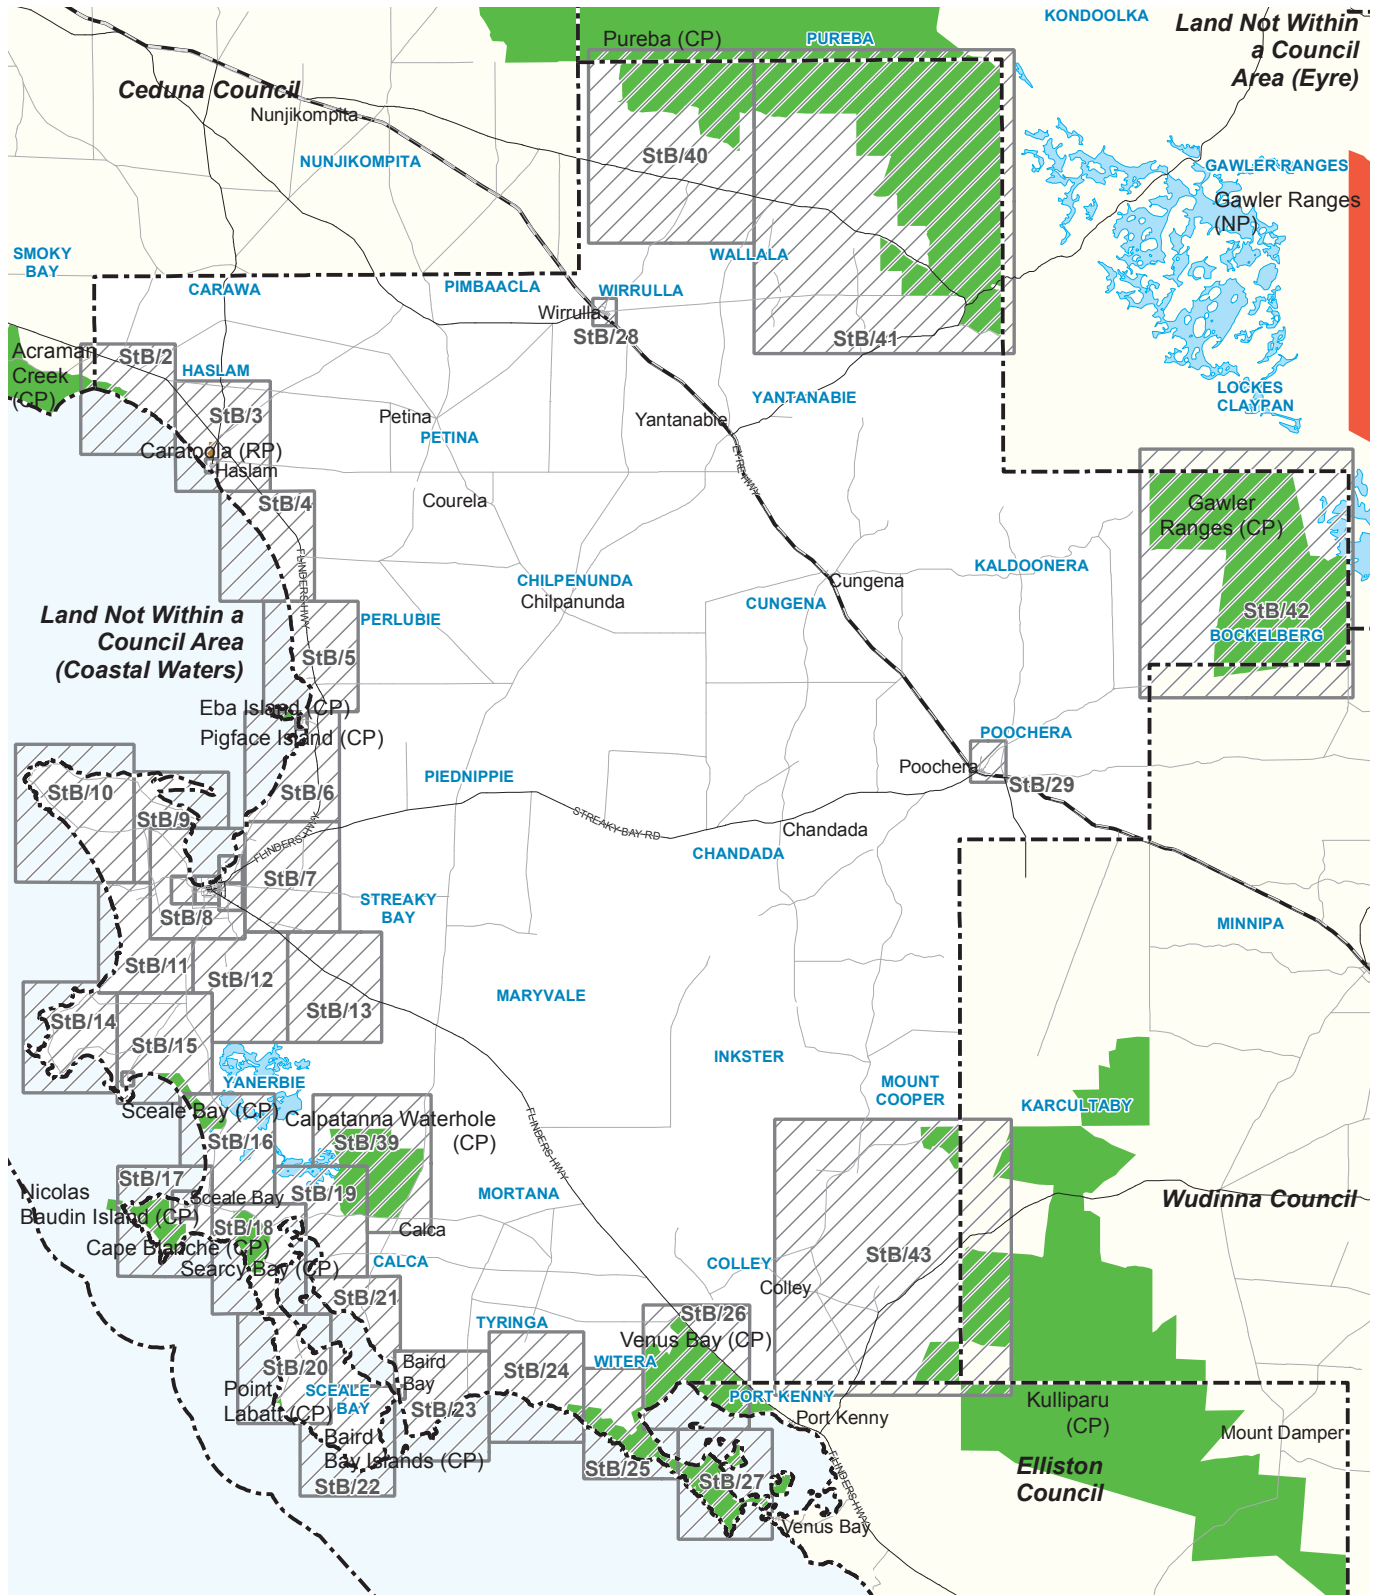 KONDOOLKA
Land Not Within
a Council
Area (Eyre)
Pureba (CP)
PUREBA
Ceduna Council
Nunjikompita
NUNJIKOMPITA
StB/40
GAWLER RANGES
Gawler Ranges
(NP)
SMOKY
BAY
WALLALA
CARAWA
PIMBAACLA
WIRRULLA
Wirrulla
StB/28
StB/41
Acraman
Creek
(CP)
StB/2
HASLAM
StB/3
LOCKES
CLAYPAN
YANTANABIE
Yantanabie
Petina
PETINA
Caratoola (RP)
Haslam
EYRE HWY
StB/4
Courela
Gawler
Ranges (CP)
FLINDERS HWY
CHILPENUNDA
Chilpanunda
Cungena
CUNGENA
KALDOONERA
StB/42
BOCKELBERG
Land Not Within a
Council Area
(Coastal Waters)
PERLUBIE
StB/5
Eba Island (CP)
Pigface Island (CP)
POOCHERA
Poochera
StB/29
PIEDNIPPIE
StB/10
StB/9
StB/6
STREAKY BAY RD
FLINDERS HWY
Chandada
CHANDADA
StB/7
StB/8
STREAKY
BAY
MINNIPA
StB/11
StB/12
StB/13
MARYVALE
StB/14
StB/15
INKSTER
YANERBIE
MOUNT
COOPER
KARCULTABY
Sceale Bay (CP)
Calpatanna Waterhole
(CP)
FLINDERS HWY
StB/16
StB/39
StB/17
Nicolas
Baudin Island (CP)
Sceale Bay
StB/19
MORTANA
Wudinna Council
StB/18
Calca
Cape Blanche (CP)
Searcy Bay (CP)
CALCA
COLLEY
Colley
StB/43
StB/21
TYRINGA
StB/26
Venus Bay (CP)
StB/20
Baird
Bay
StB/24
WITERA
Point
Labatt (CP)
SCEALE
BAY
StB/23
PORT KENNY
Port Kenny
Kulliparu
(CP)
Mount Damper
Baird
Bay Islands (CP)
StB/22
StB/25
StB/27
FLINDERS HWY
Elliston
Council
Venus Bay